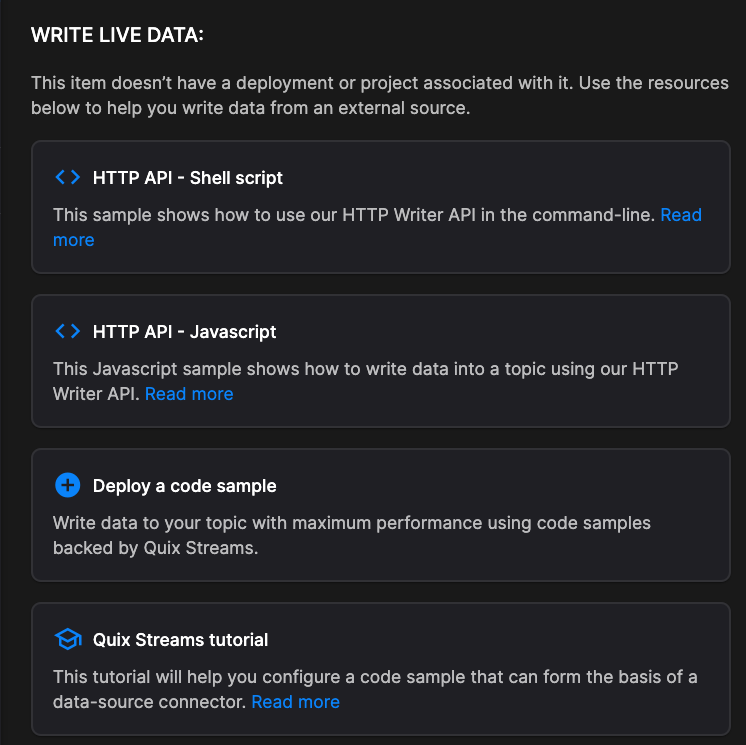 WRITE LIVE DATA:
This item doesn’t have a deployment or project associated with it. Use the resources
below to help you write data from an external source.
HTTP API - Shell script
This sample shows how to use our HTTP Writer API in the command-line. Read
more
HTTP API - Javascript
This Javascript sample shows how to write data into a topic using our HTTP
Writer API. Read more
Deploy a code sample
Write data to your topic with maximum performance using code samples
backed by Quix Streams.
Quix Streams tutorial
This tutorial will help you configure a code sample that can form the basis of a
data-source connector. Read more